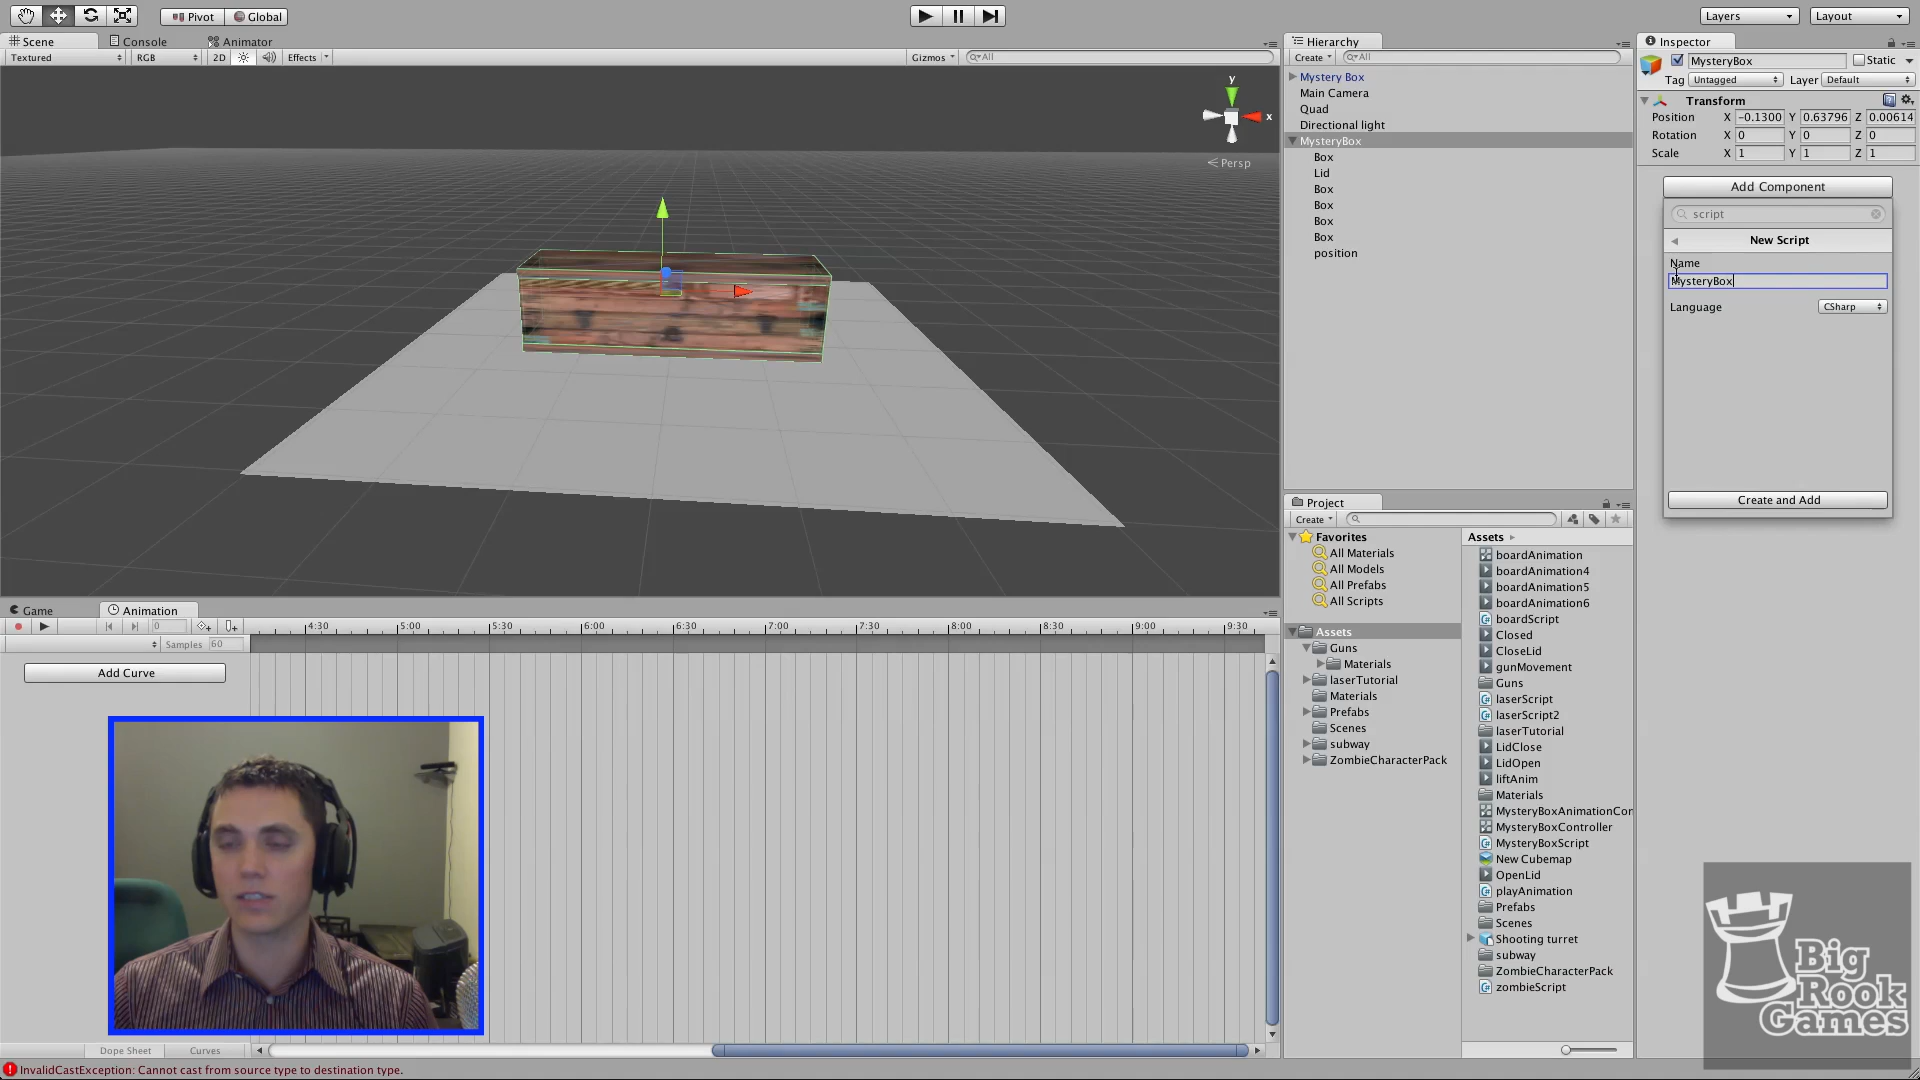 Pivot
Global
Layers
Layout
Scene
Console
Animator
Textured
RGB
2D
Effects
Gizmos
All
y
x
Persp
Hierarchy
Create
All
Mystery Box
Main Camera
Quad
Directional light
MysteryBox
Box
Lid
Box
Box
Box
Box
position
Inspector
MysteryBox
Static
Tag Untagged Layer Default
Transform
Position X -0.1300 Y 0.63796 Z 0.00614
Rotation X 0 Y 0 Z 0
Scale X 1 Y 1 Z 1
Add Component
script
New Script
Name
MysteryBox
Language CSharp
Create and Add
Project
Create
Favorites
All Materials
All Models
All Prefabs
All Scripts
Assets
Guns
Materials
laserTutorial
Materials
Prefabs
Scenes
subway
ZombieCharacterPack
Assets
boardAnimation
boardAnimation4
boardAnimation5
boardAnimation6
boardScript
Closed
CloseLid
gunMovement
Guns
laserScript
laserScript2
laserTutorial
LidClose
LidOpen
liftAnim
Materials
MysteryBoxAnimationCon
MysteryBoxController
MysteryBoxScript
New Cubemap
OpenLid
playAnimation
Prefabs
Scenes
Shooting turret
subway
ZombieCharacterPack
zombieScript
Game
Animation
0
4:30 5:00 5:30 6:00 6:30 7:00 7:30 8:00 8:30 9:00 9:30
Samples 60
Add Curve
Dope Sheet
Curves
InvalidCastException: Cannot cast from source type to destination type.
Big
Rook
Games